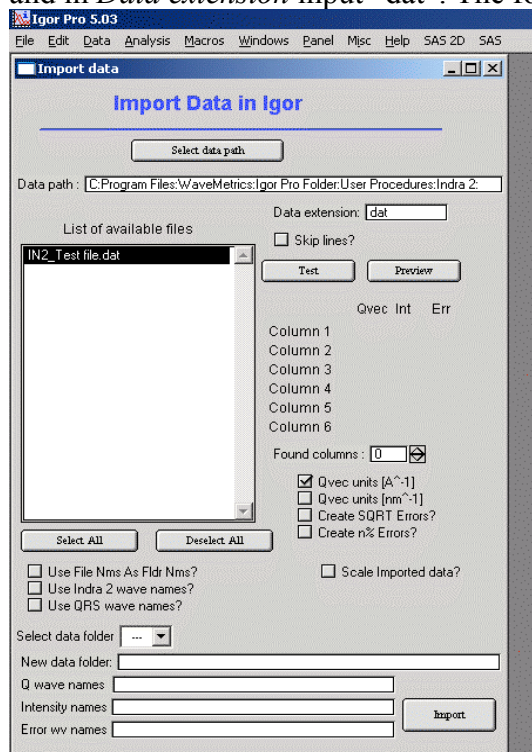 and in Data extension input "dat". The fo
Igor Pro 5.03
File Edit Data Analysis Macros Windows Panel Misc Help SAS 2D SAS
Import data
Import Data in Igor
Select data path
Data path : C:Program Files:WaveMetrics:Igor Pro Folder:User Procedures:Indra 2:
Data extension: dat
List of available files
Skip lines?
IN2_Test file.dat
Test Preview
Qvec Int Err
Column 1
Column 2
Column 3
Column 4
Column 5
Column 6
Found columns : 0
Qvec units [A^-1]
Qvec units [nm^-1]
Create SQRT Errors?
Create n% Errors?
Select All Deselect All
Use File Nms As Fldr Nms?
Scale Imported data?
Use Indra 2 wave names?
Use QRS wave names?
Select data folder ---
New data folder:
Q wave names
Intensity names
Import
Error wv names